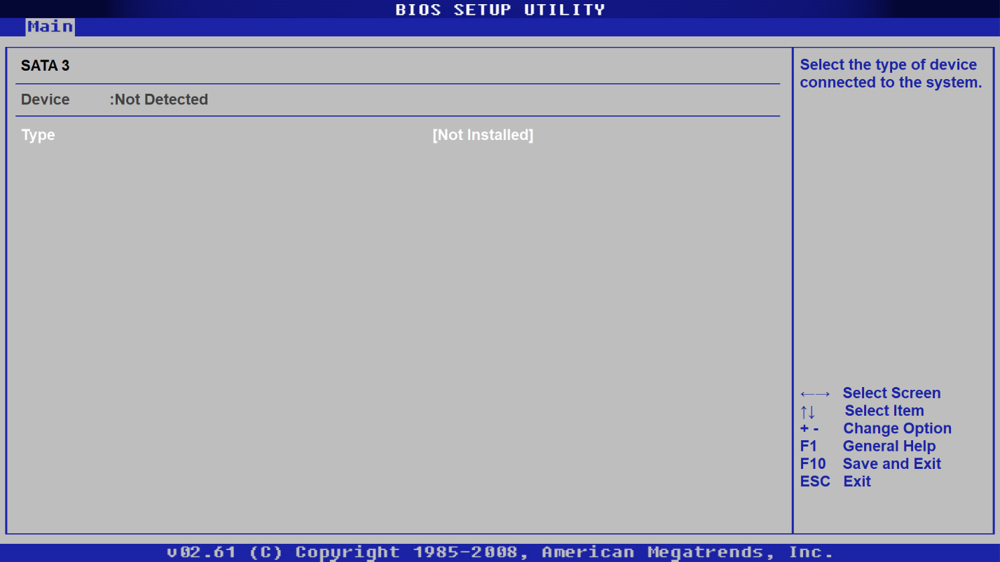 BIOS SETUP UTILITY
Main
SATA 3
Device :Not Detected
Type [Not Installed]
Select the type of device
connected to the system.
←→ Select Screen
↑↓ Select Item
+ - Change Option
F1 General Help
F10 Save and Exit
ESC Exit
v02.61 (C) Copyright 1985-2008, American Megatrends, Inc.